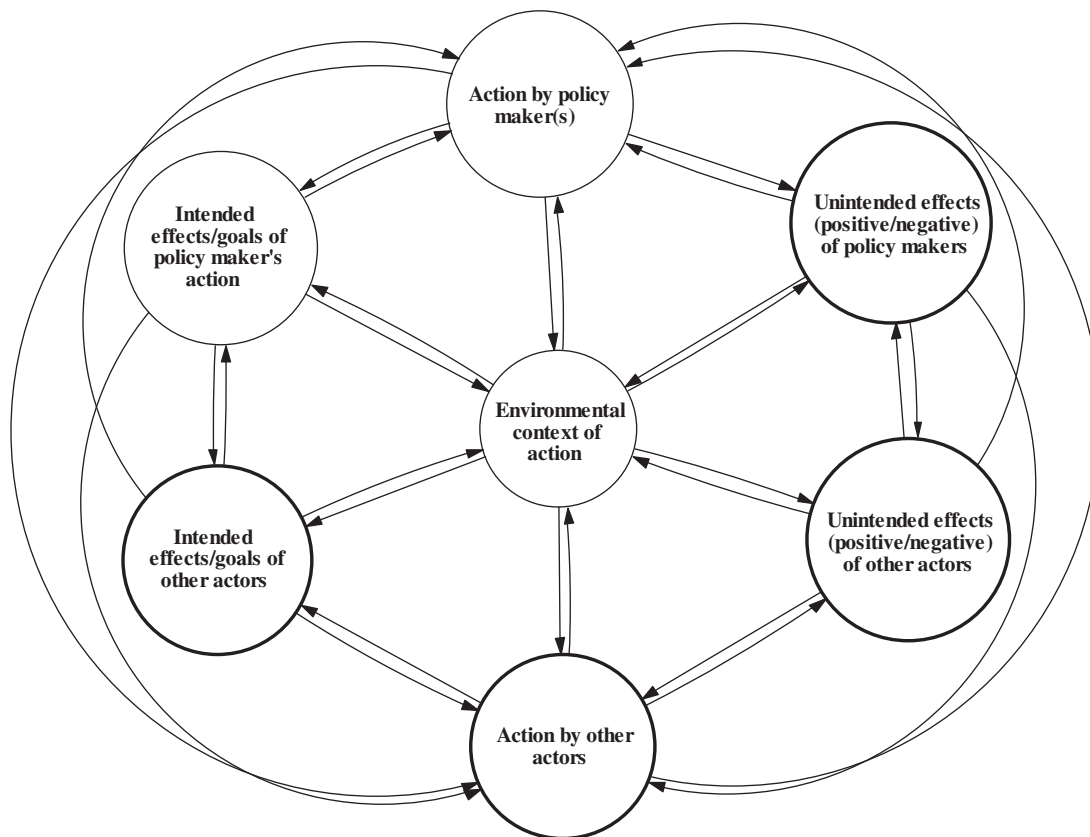 Action by policy
maker(s)
Intended
effects/goals of
policy maker's
action
Unintended effects
(positive/negative)
of policy makers
Environmental
context of
action
Intended
effects/goals of
other actors
Unintended effects
(positive/negative)
of other actors
Action by other
actors